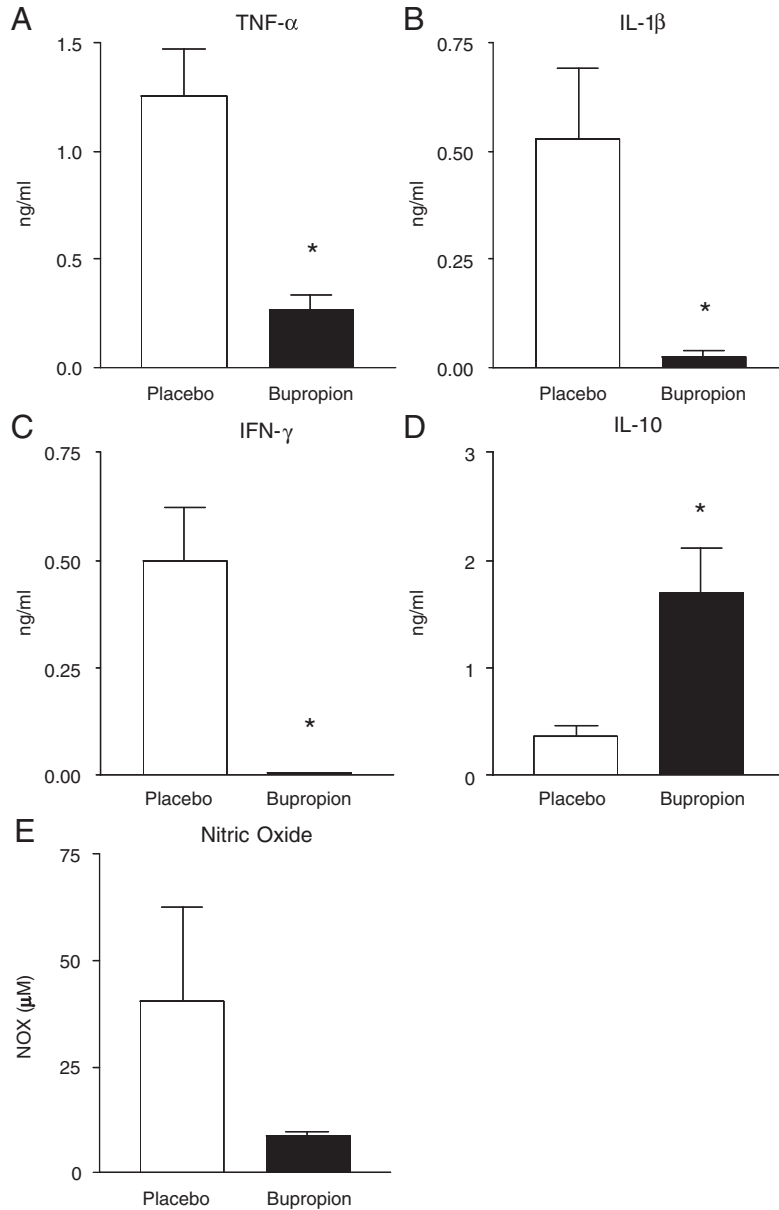 A
TNF-α
1.5
1.0
0.5
0.0
ng/ml
*
Placebo
Bupropion
B
IL-1β
0.75
0.50
0.25
0.00
ng/ml
*
Placebo
Bupropion
C
IFN-γ
0.75
0.50
0.25
0.00
ng/ml
*
Placebo
Bupropion
D
IL-10
3
2
1
0
ng/ml
*
Placebo
Bupropion
E
Nitric Oxide
75
50
25
0
NOX (μM)
Placebo
Bupropion